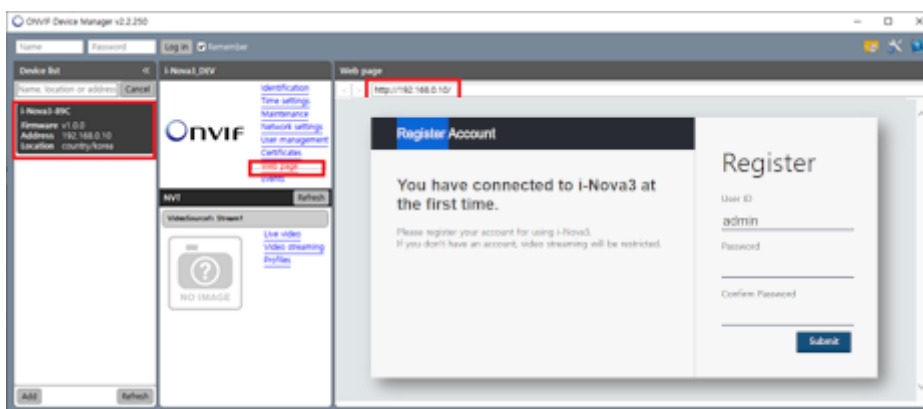 ONVIF Device Manager v2.2.250
Name
Password
Log in
Remember
Device list
Name, location or address
Cancel
i-Nova3-89C
Firmware v1.0.0
Address 192.168.0.10
Location country/korea
Add
Refresh
i-Nova3_DEV
ONVIF
Identification
Time settings
Maintenance
Network settings
User management
Certificates
Web page
Events
NVT
Refresh
VideoSource1: Stream1
NO IMAGE
Live video
Video streaming
Profiles
Web page
http://192.168.0.10/
Register Account
You have connected to i-Nova3 at
the first time.
Please register your account for using i-Nova3.
If you don't have an account, video streaming will be restricted.
Register
User ID
admin
Password
Confirm Password
Submit